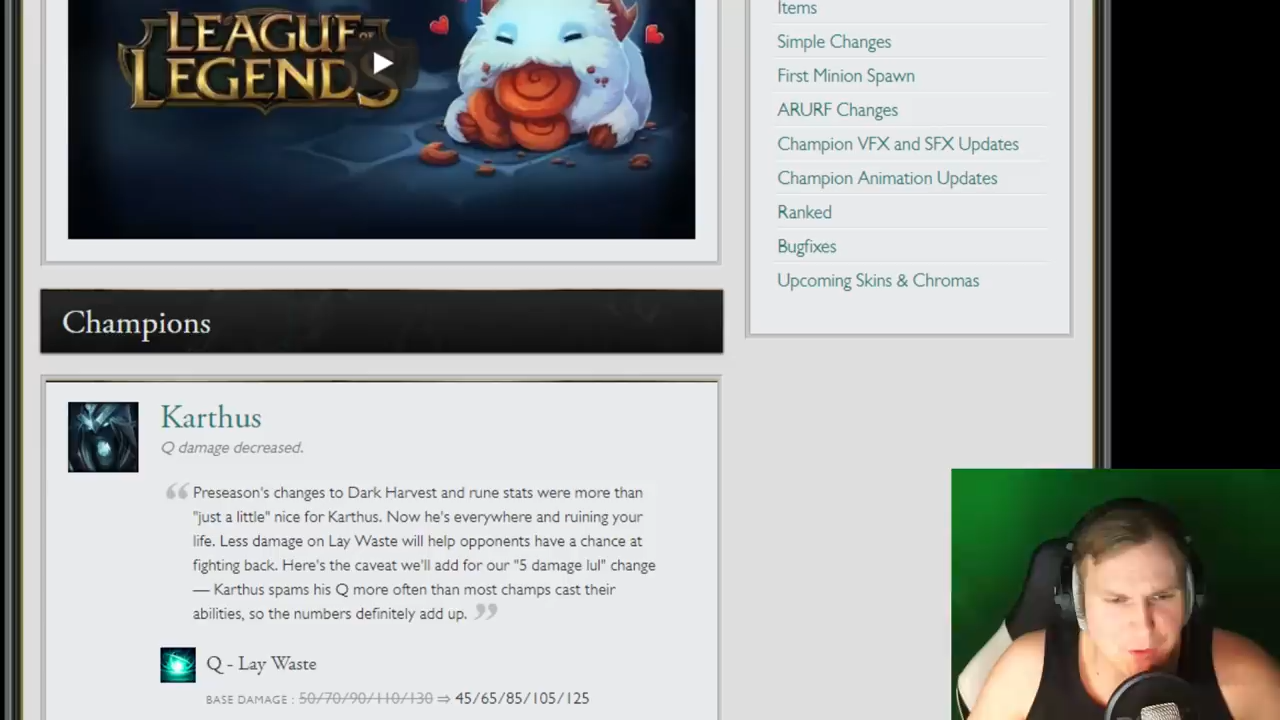 LEAGUE OF
LEGENDS
Items
Simple Changes
First Minion Spawn
ARURF Changes
Champion VFX and SFX Updates
Champion Animation Updates
Ranked
Bugfixes
Upcoming Skins & Chromas
Champions
Karthus
Q damage decreased.
“ Preseason's changes to Dark Harvest and rune stats were more than
"just a little" nice for Karthus. Now he's everywhere and ruining your
life. Less damage on Lay Waste will help opponents have a chance at
fighting back. Here's the caveat we'll add for our "5 damage lul" change
— Karthus spams his Q more often than most champs cast their
abilities, so the numbers definitely add up. ”
Q - Lay Waste
BASE DAMAGE : 50/70/90/110/130 ⇒ 45/65/85/105/125